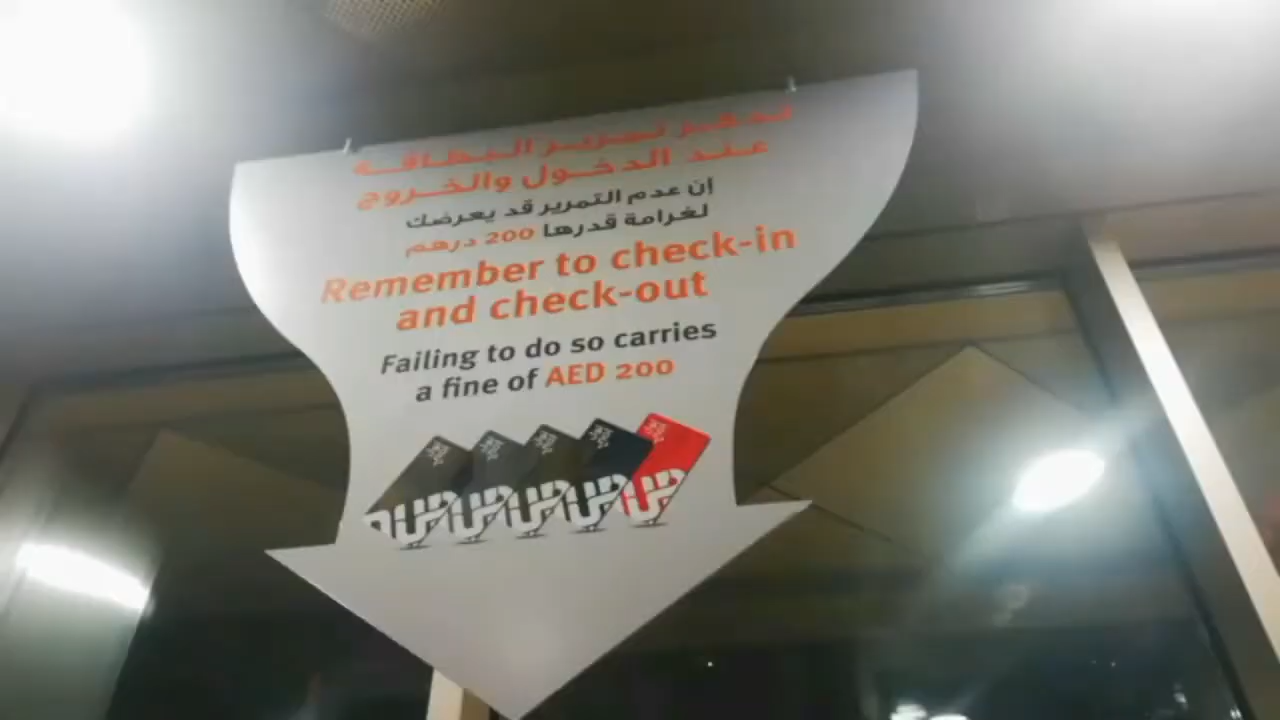 تذكر تمرير البطاقة
عند الدخول والخروج
إن عدم التمرير قد يعرضك
لغرامة قدرها 200 درهم
Remember to check-in
and check-out
Failing to do so carries
a fine of AED 200